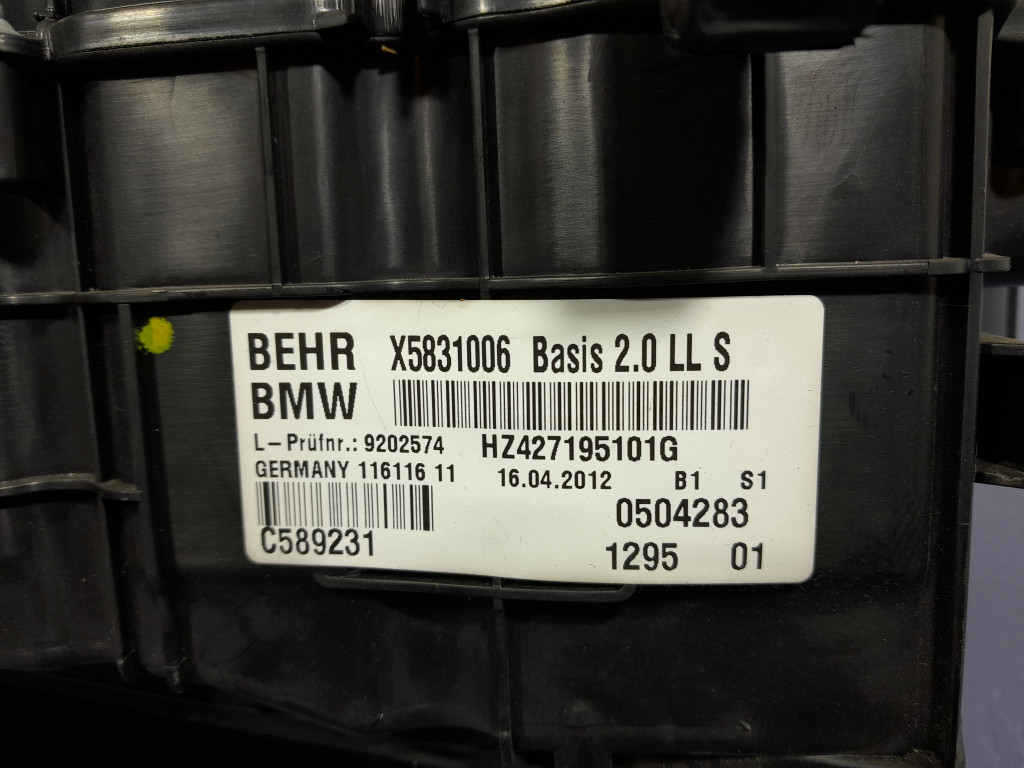 BEHR X5831006 Basis 2.0 LL S
BMW
L-Prüfnr.: 9202574 HZ427195101G
GERMANY 116116 11 16.04.2012 B1 S1
0504283
C589231 1295 01